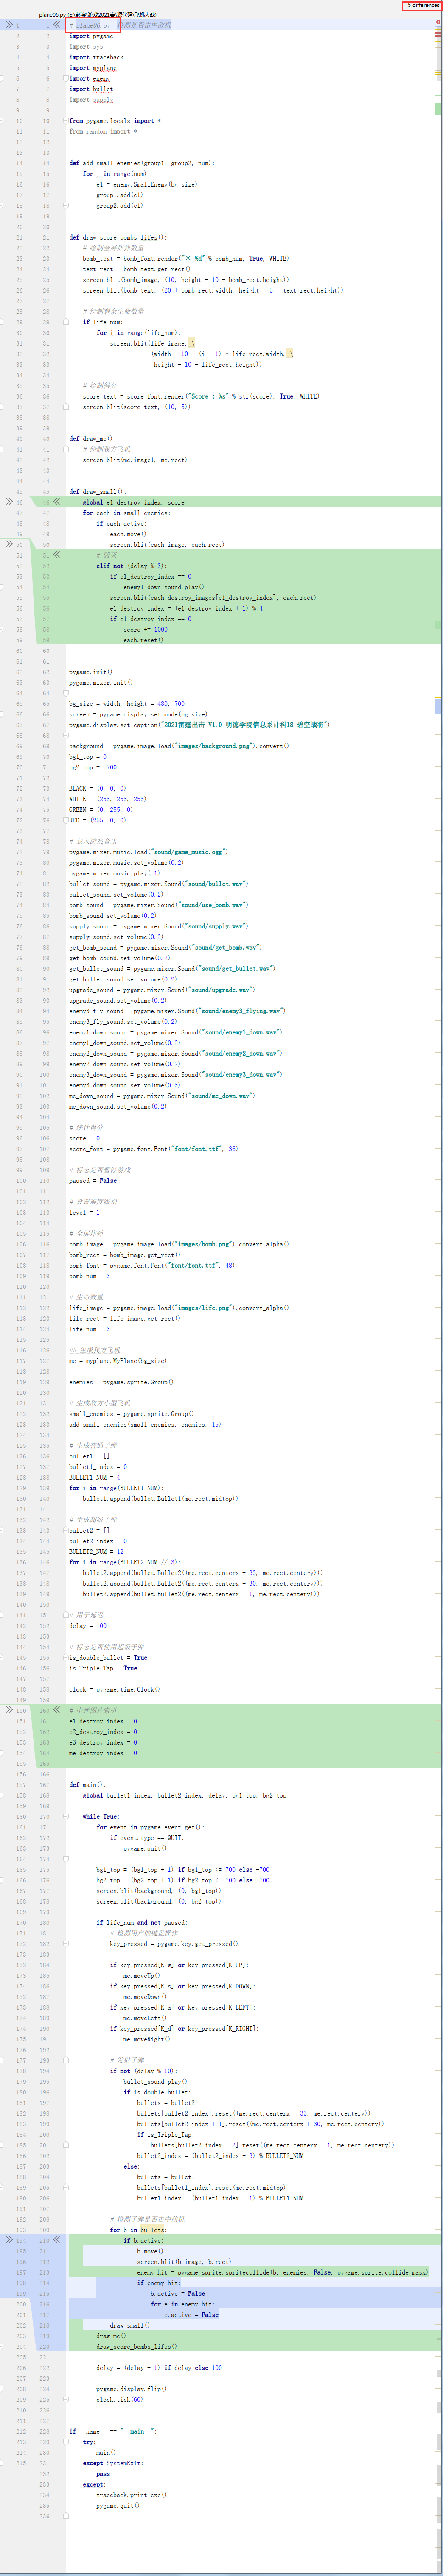 5 differences
plane06.py (E:\彭源\游戏2021春\源代码\飞机大战)
# plane06.py 检测是否击中敌机
import pygame
import sys
import traceback
import myplane
import enemy
import bullet
import supply
from pygame.locals import *
from random import *
def add_small_enemies(group1, group2, num):
for i in range(num):
e1 = enemy.SmallEnemy(bg_size)
group1.add(e1)
group2.add(e1)
def draw_score_bombs_lifes():
# 绘制全屏炸弹数量
bomb_text = bomb_font.render("× %d" % bomb_num, True, WHITE)
text_rect = bomb_text.get_rect()
screen.blit(bomb_image, (10, height - 10 - bomb_rect.height))
screen.blit(bomb_text, (20 + bomb_rect.width, height - 5 - text_rect.height))
# 绘制剩余生命数量
if life_num:
for i in range(life_num):
screen.blit(life_image, \
(width - 10 - (i + 1) * life_rect.width, \
height - 10 - life_rect.height))
# 绘制得分
score_text = score_font.render("Score : %s" % str(score), True, WHITE)
screen.blit(score_text, (10, 5))
def draw_me():
# 绘制我方飞机
screen.blit(me.image1, me.rect)
def draw_small():
global e1_destroy_index, score
for each in small_enemies:
if each.active:
each.move()
screen.blit(each.image, each.rect)
# 毁灭
elif not (delay % 3):
if e1_destroy_index == 0:
enemy1_down_sound.play()
screen.blit(each.destroy_images[e1_destroy_index], each.rect)
e1_destroy_index = (e1_destroy_index + 1) % 4
if e1_destroy_index == 0:
score += 1000
each.reset()
pygame.init()
pygame.mixer.init()
bg_size = width, height = 480, 700
screen = pygame.display.set_mode(bg_size)
pygame.display.set_caption("2021雷霆出击 V1.0 明德学院信息系计科18 碧空战将")
background = pygame.image.load("images/background.png").convert()
bg1_top = 0
bg2_top = -700
BLACK = (0, 0, 0)
WHITE = (255, 255, 255)
GREEN = (0, 255, 0)
RED = (255, 0, 0)
# 载入游戏音乐
pygame.mixer.music.load("sound/game_music.ogg")
pygame.mixer.music.set_volume(0.2)
pygame.mixer.music.play(-1)
bullet_sound = pygame.mixer.Sound("sound/bullet.wav")
bullet_sound.set_volume(0.2)
bomb_sound = pygame.mixer.Sound("sound/use_bomb.wav")
bomb_sound.set_volume(0.2)
supply_sound = pygame.mixer.Sound("sound/supply.wav")
supply_sound.set_volume(0.2)
get_bomb_sound = pygame.mixer.Sound("sound/get_bomb.wav")
get_bomb_sound.set_volume(0.2)
get_bullet_sound = pygame.mixer.Sound("sound/get_bullet.wav")
get_bullet_sound.set_volume(0.2)
upgrade_sound = pygame.mixer.Sound("sound/upgrade.wav")
upgrade_sound.set_volume(0.2)
enemy3_fly_sound = pygame.mixer.Sound("sound/enemy3_flying.wav")
enemy3_fly_sound.set_volume(0.2)
enemy1_down_sound = pygame.mixer.Sound("sound/enemy1_down.wav")
enemy1_down_sound.set_volume(0.2)
enemy2_down_sound = pygame.mixer.Sound("sound/enemy2_down.wav")
enemy2_down_sound.set_volume(0.2)
enemy3_down_sound = pygame.mixer.Sound("sound/enemy3_down.wav")
enemy3_down_sound.set_volume(0.5)
me_down_sound = pygame.mixer.Sound("sound/me_down.wav")
me_down_sound.set_volume(0.2)
# 统计得分
score = 0
score_font = pygame.font.Font("font/font.ttf", 36)
# 标志是否暂停游戏
paused = False
# 设置难度级别
level = 1
# 全屏炸弹
bomb_image = pygame.image.load("images/bomb.png").convert_alpha()
bomb_rect = bomb_image.get_rect()
bomb_font = pygame.font.Font("font/font.ttf", 48)
bomb_num = 3
# 生命数量
life_image = pygame.image.load("images/life.png").convert_alpha()
life_rect = life_image.get_rect()
life_num = 3
## 生成我方飞机
me = myplane.MyPlane(bg_size)
enemies = pygame.sprite.Group()
# 生成敌方小型飞机
small_enemies = pygame.sprite.Group()
add_small_enemies(small_enemies, enemies, 15)
# 生成普通子弹
bullet1 = []
bullet1_index = 0
BULLET1_NUM = 4
for i in range(BULLET1_NUM):
bullet1.append(bullet.Bullet1(me.rect.midtop))
# 生成超级子弹
bullet2 = []
bullet2_index = 0
BULLET2_NUM = 12
for i in range(BULLET2_NUM // 3):
bullet2.append(bullet.Bullet2((me.rect.centerx - 33, me.rect.centery)))
bullet2.append(bullet.Bullet2((me.rect.centerx + 30, me.rect.centery)))
bullet2.append(bullet.Bullet2((me.rect.centerx - 1, me.rect.centery)))
# 用于延迟
delay = 100
# 标志是否使用超级子弹
is_double_bullet = True
is_Triple_Tap = True
clock = pygame.time.Clock()
# 中弹图片索引
e1_destroy_index = 0
e2_destroy_index = 0
e3_destroy_index = 0
me_destroy_index = 0
def main():
global bullet1_index, bullet2_index, delay, bg1_top, bg2_top
while True:
for event in pygame.event.get():
if event.type == QUIT:
pygame.quit()
bg1_top = (bg1_top + 1) if bg1_top <= 700 else -700
bg2_top = (bg2_top + 1) if bg2_top <= 700 else -700
screen.blit(background, (0, bg1_top))
screen.blit(background, (0, bg2_top))
if life_num and not paused:
# 检测用户的键盘操作
key_pressed = pygame.key.get_pressed()
if key_pressed[K_w] or key_pressed[K_UP]:
me.moveUp()
if key_pressed[K_s] or key_pressed[K_DOWN]:
me.moveDown()
if key_pressed[K_a] or key_pressed[K_LEFT]:
me.moveLeft()
if key_pressed[K_d] or key_pressed[K_RIGHT]:
me.moveRight()
# 发射子弹
if not (delay % 10):
bullet_sound.play()
if is_double_bullet:
bullets = bullet2
bullets[bullet2_index].reset((me.rect.centerx - 33, me.rect.centery))
bullets[bullet2_index + 1].reset((me.rect.centerx + 30, me.rect.centery))
if is_Triple_Tap:
bullets[bullet2_index + 2].reset((me.rect.centerx - 1, me.rect.centery))
bullet2_index = (bullet2_index + 3) % BULLET2_NUM
else:
bullets = bullet1
bullets[bullet1_index].reset(me.rect.midtop)
bullet1_index = (bullet1_index + 1) % BULLET1_NUM
# 检测子弹是否击中敌机
for b in bullets:
if b.active:
b.move()
screen.blit(b.image, b.rect)
enemy_hit = pygame.sprite.spritecollide(b, enemies, False, pygame.sprite.collide_mask)
if enemy_hit:
b.active = False
for e in enemy_hit:
e.active = False
draw_small()
draw_me()
draw_score_bombs_lifes()
delay = (delay - 1) if delay else 100
pygame.display.flip()
clock.tick(60)
if __name__ == "__main__":
try:
main()
except SystemExit:
pass
except:
traceback.print_exc()
pygame.quit()